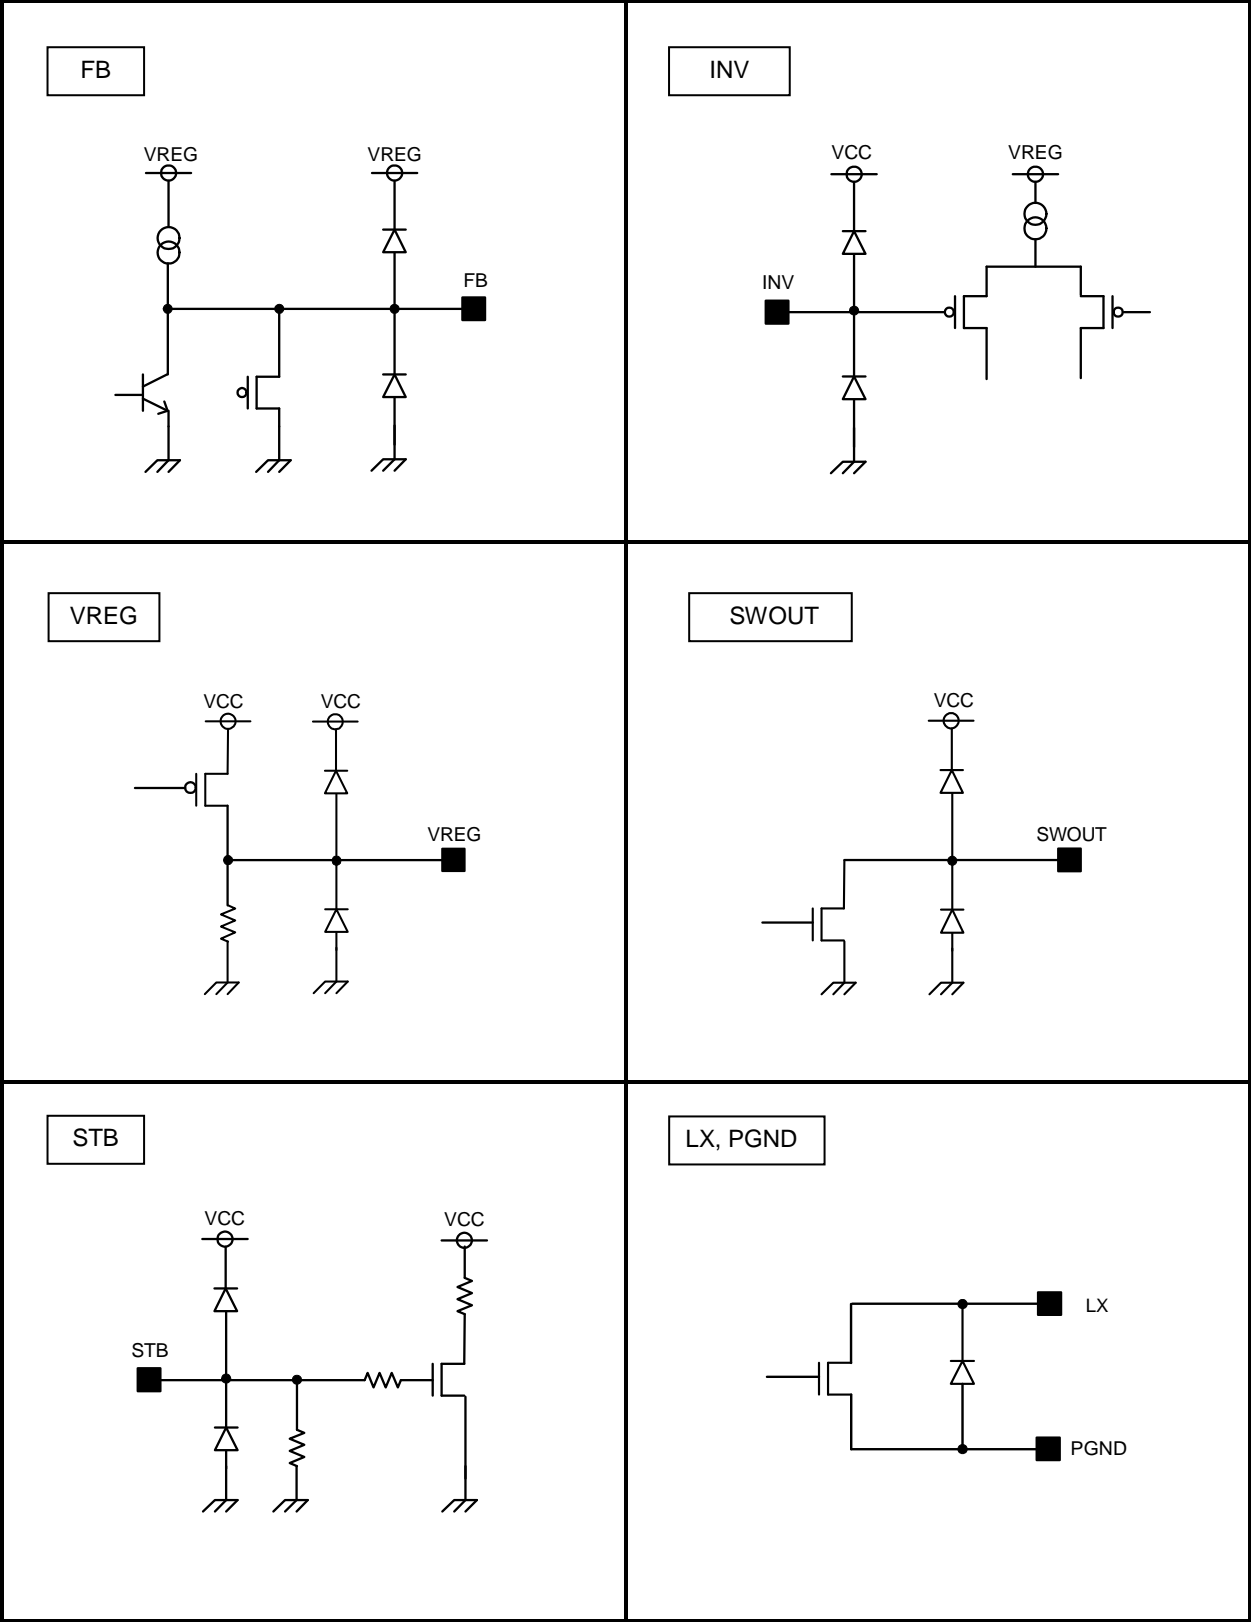 FB
VREG
VREG
FB
INV
VCC
VREG
INV
VREG
VCC
VCC
VREG
SWOUT
VCC
SWOUT
STB
VCC
VCC
STB
LX, PGND
LX
PGND